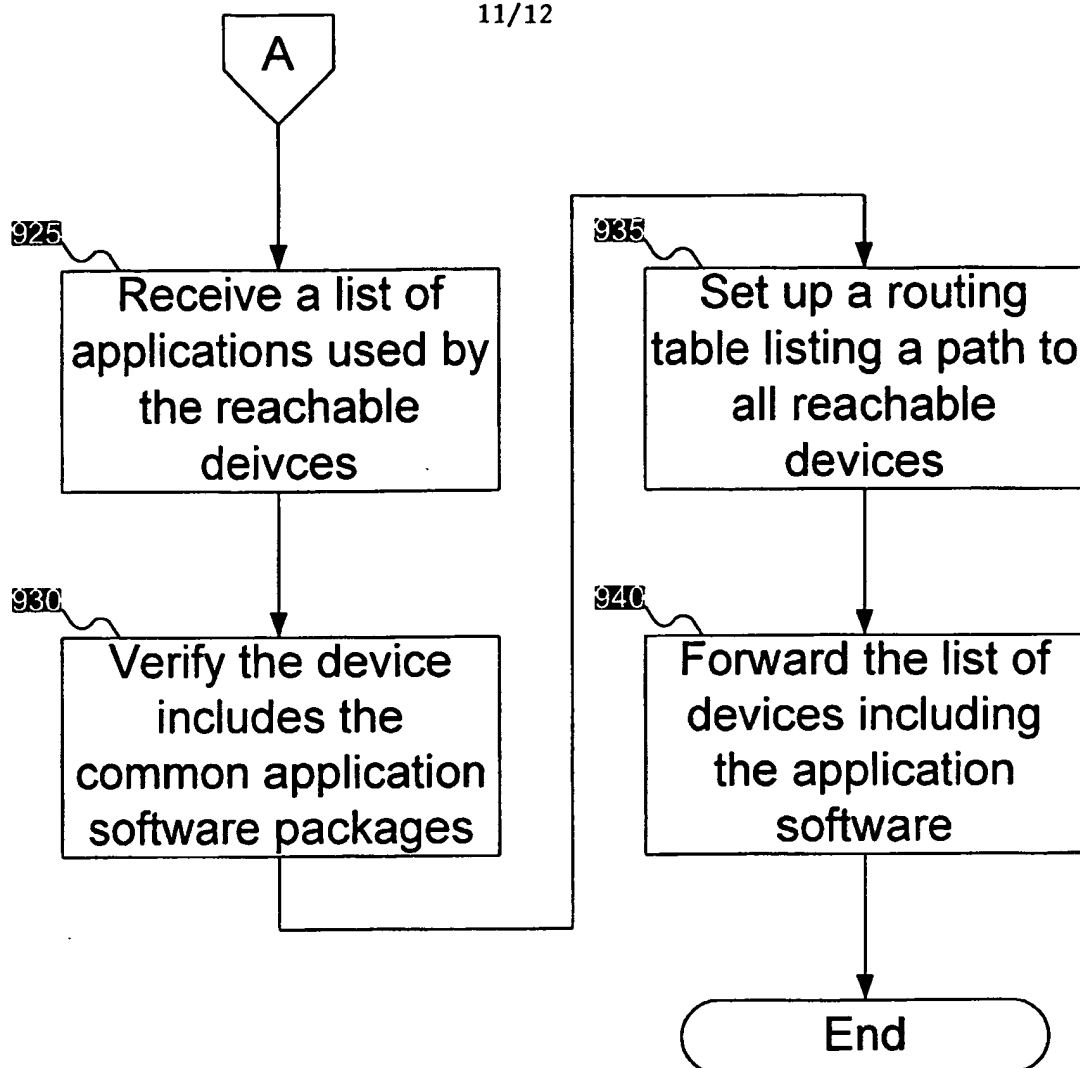 11/12
A
925
Receive a list of
applications used by
the reachable
deivces
930
Verify the device
includes the
common application
software packages
935
Set up a routing
table listing a path to
all reachable
devices
940
Forward the list of
devices including
the application
software
End